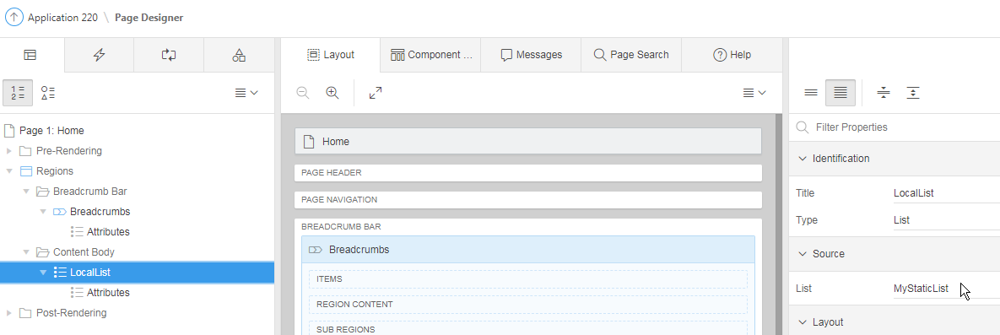 Application 220 \ Page Designer
Layout
Component ...
Messages
Page Search
Help
Page 1: Home
Pre-Rendering
Regions
Breadcrumb Bar
Breadcrumbs
Attributes
Content Body
LocalList
Attributes
Post-Rendering
Home
PAGE HEADER
PAGE NAVIGATION
BREADCRUMB BAR
Breadcrumbs
ITEMS
REGION CONTENT
SUB REGIONS
Filter Properties
Identification
Title LocalList
Type List
Source
List MyStaticList
Layout